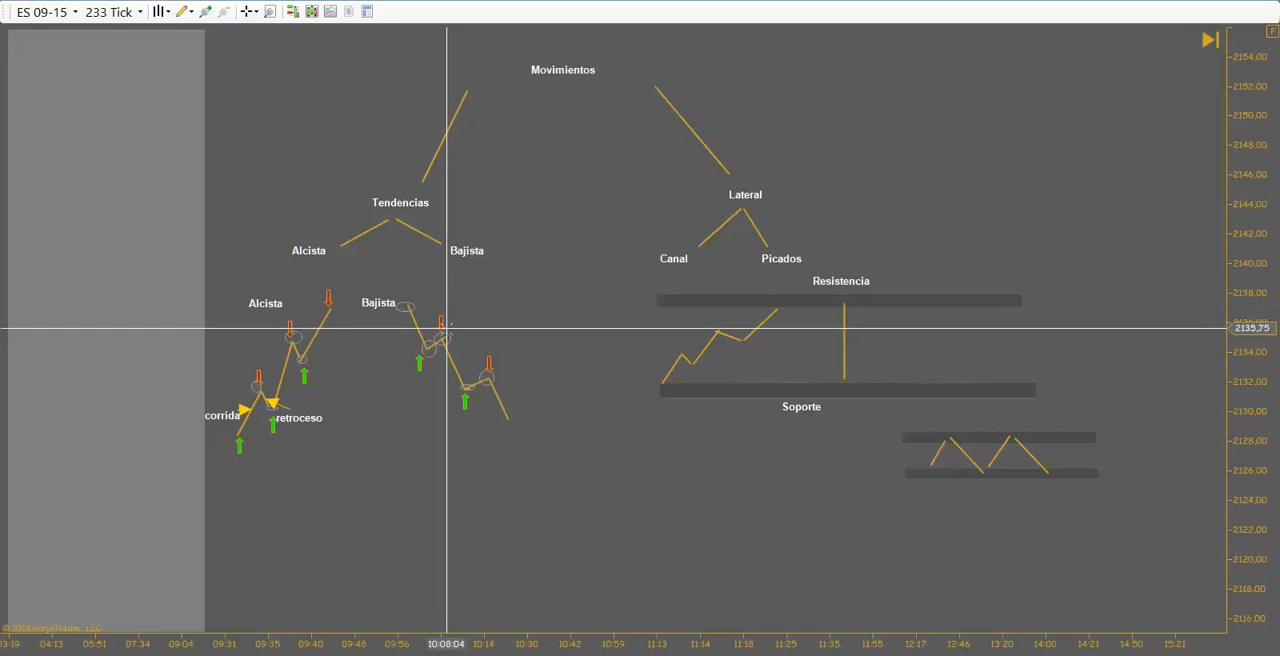 ES 09-15 233 Tick
F
Movimientos
Tendencias
Lateral
Alcista Bajista
Canal Picados
Resistencia
Alcista Bajista
corrida retroceso
Soporte
2154,00
2152,00
2150,00
2148,00
2146,00
2144,00
2142,00
2140,00
2138,00
2135,75
2134,00
2132,00
2130,00
2128,00
2126,00
2124,00
2122,00
2120,00
2118,00
2116,00
03:19 04:13 05:51 07:34 09:04 09:31 09:35 09:40 09:48 09:56 10:08:04 10:14 10:30 10:42 10:59 11:13 11:14 11:18 11:25 11:35 11:55 12:17 12:46 13:20 14:00 14:21 14:50 15:21